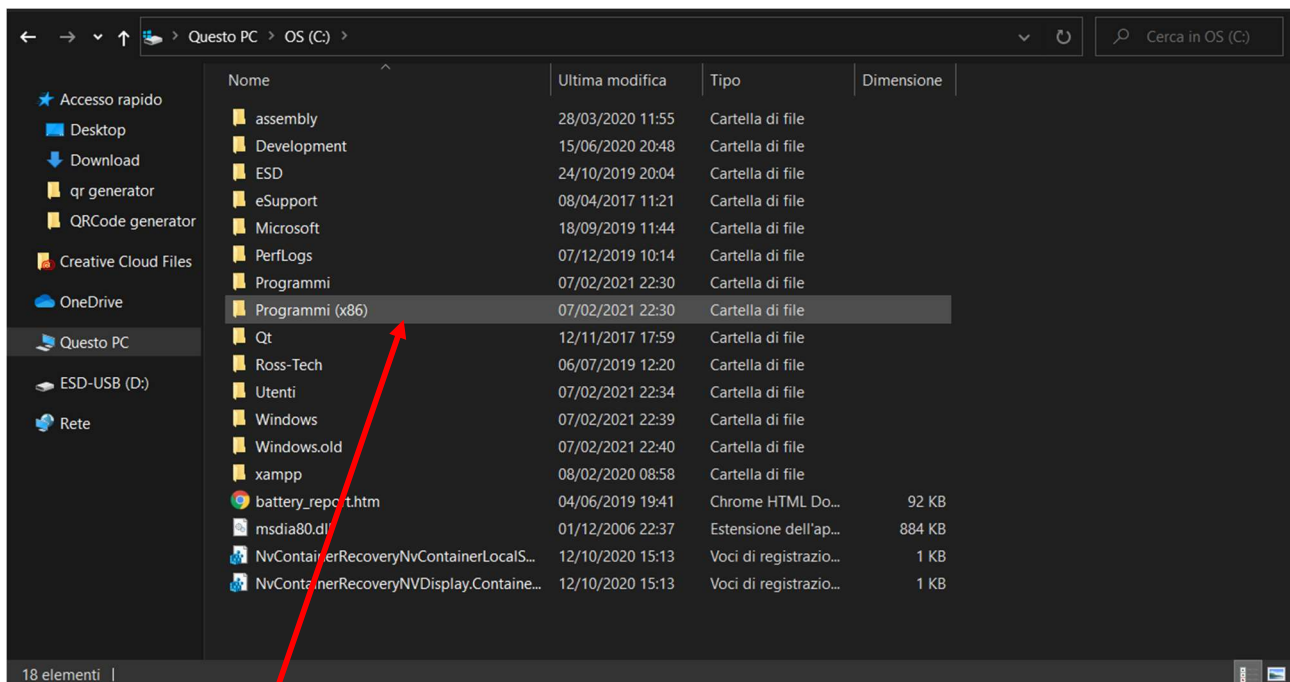 Questo PC > OS (C:) >
Cerca in OS (C:)
Nome Ultima modifica Tipo Dimensione
Accesso rapido
Desktop
Download
qr generator
QRCode generator
Creative Cloud Files
OneDrive
Questo PC
ESD-USB (D:)
Rete
assembly 28/03/2020 11:55 Cartella di file
Development 15/06/2020 20:48 Cartella di file
ESD 24/10/2019 20:04 Cartella di file
eSupport 08/04/2017 11:21 Cartella di file
Microsoft 18/09/2019 11:44 Cartella di file
PerfLogs 07/12/2019 10:14 Cartella di file
Programmi 07/02/2021 22:30 Cartella di file
Programmi (x86) 07/02/2021 22:30 Cartella di file
Qt 12/11/2017 17:59 Cartella di file
Ross-Tech 06/07/2019 12:20 Cartella di file
Utenti 07/02/2021 22:34 Cartella di file
Windows 07/02/2021 22:39 Cartella di file
Windows.old 07/02/2021 22:40 Cartella di file
xampp 08/02/2020 08:58 Cartella di file
battery_report.htm 04/06/2019 19:41 Chrome HTML Do... 92 KB
msdia80.dll 01/12/2006 22:37 Estensione dell'ap... 884 KB
NvContainerRecoveryNvContainerLocalS... 12/10/2020 15:13 Voci di registrazio... 1 KB
NvContainerRecoveryNVDisplay.Containe... 12/10/2020 15:13 Voci di registrazio... 1 KB
18 elementi